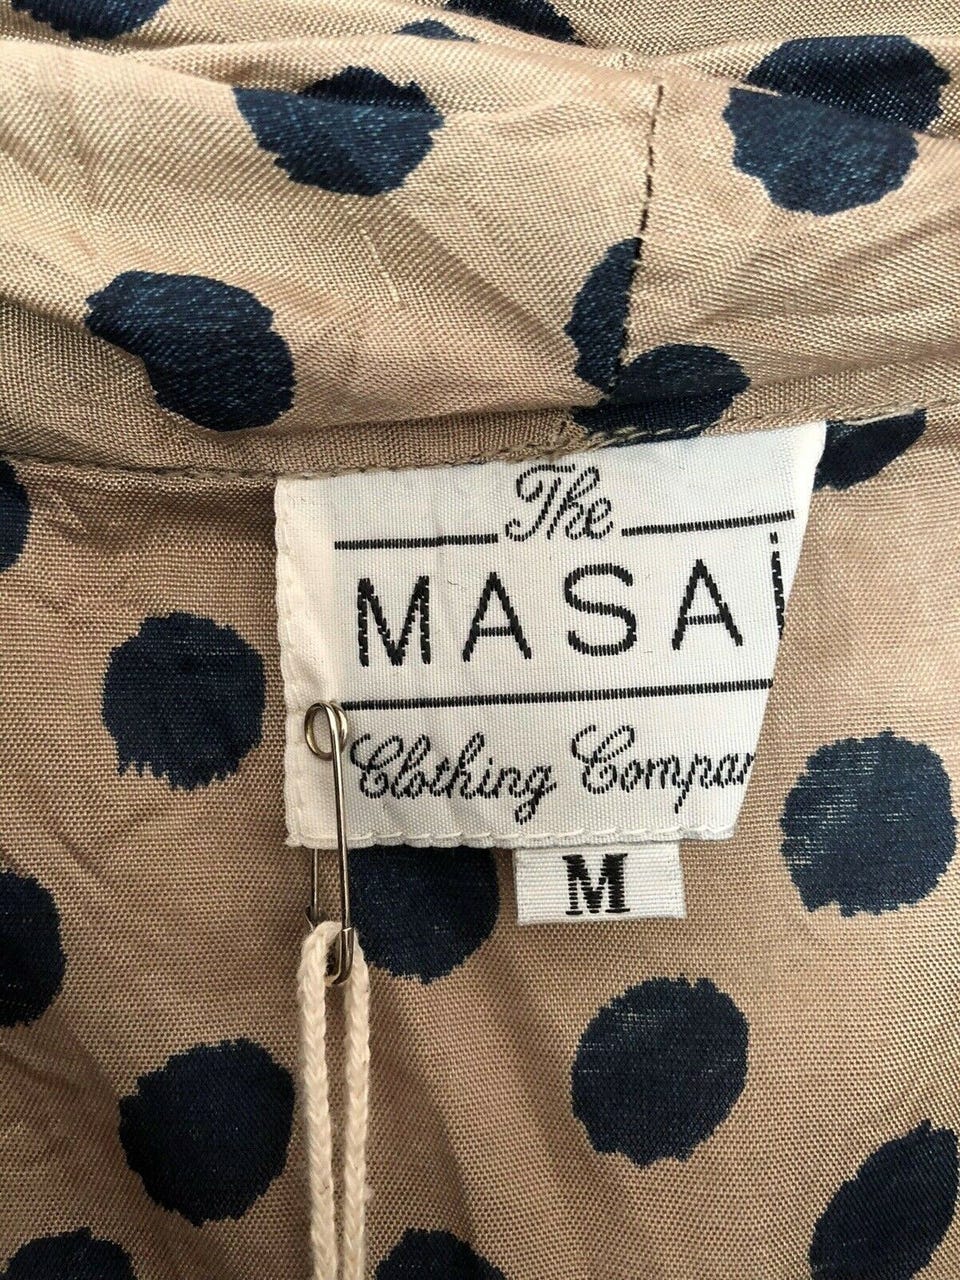 The
MASAi
Clothing Compan
M